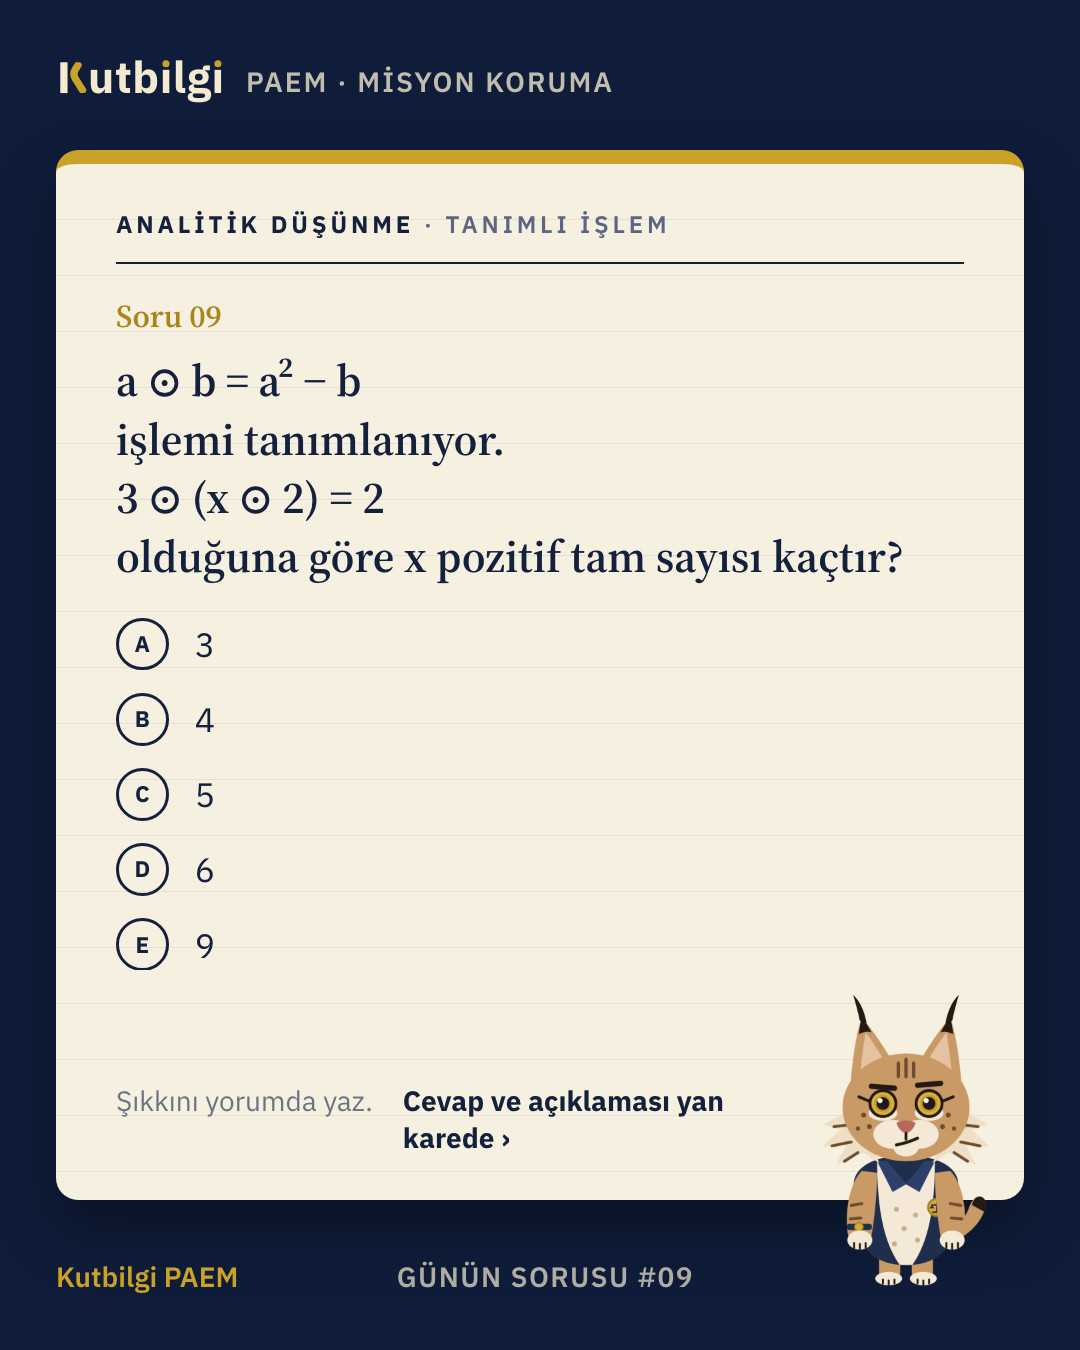 Kutbilgi PAEM · MİSYON KORUMA
ANALİTİK DÜŞÜNME · TANIMLI İŞLEM
Soru 09
a ⊙ b = a² − b
işlemi tanımlanıyor.
3 ⊙ (x ⊙ 2) = 2
olduğuna göre x pozitif tam sayısı kaçtır?
A 3
B 4
C 5
D 6
E 9
Şıkkını yorumda yaz. Cevap ve açıklaması yan
karede ›
Kutbilgi PAEM GÜNÜN SORUSU #09